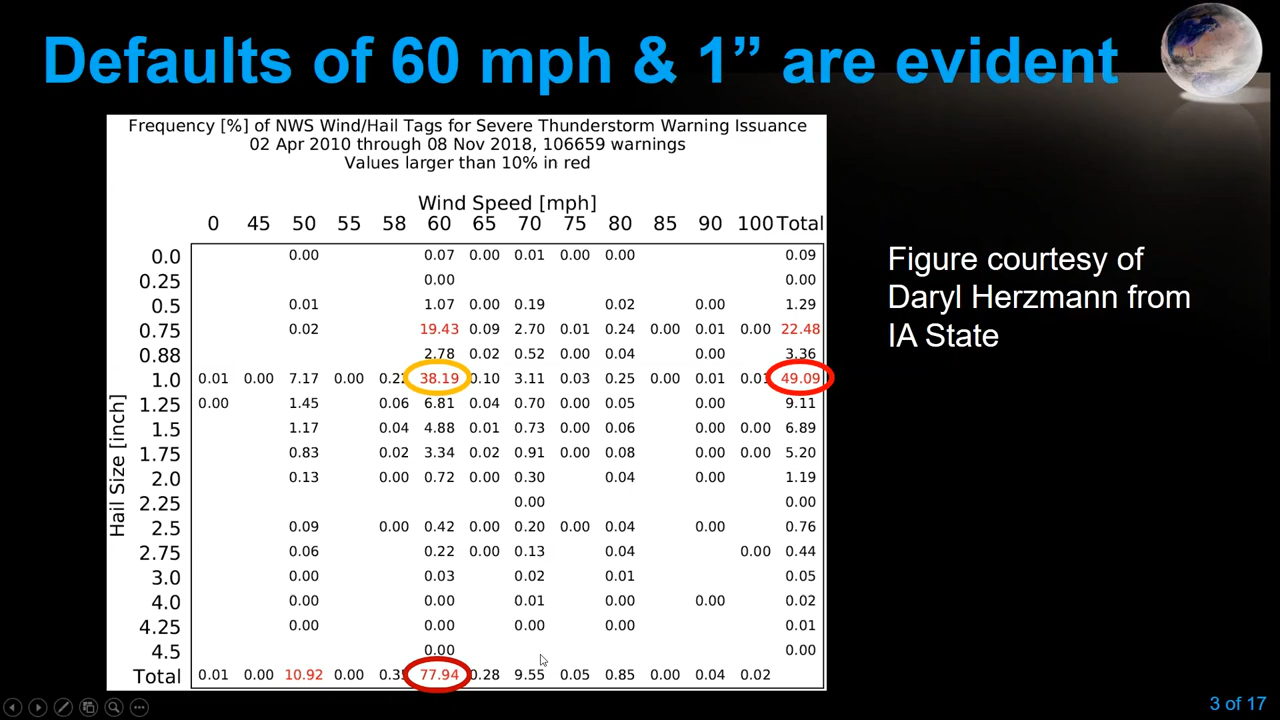 Defaults of 60 mph & 1” are evident
Frequency [%] of NWS Wind/Hail Tags for Severe Thunderstorm Warning Issuance
02 Apr 2010 through 08 Nov 2018, 106659 warnings
Values larger than 10% in red
Wind Speed [mph]
0 45 50 55 58 60 65 70 75 80 85 90 100 Total
Hail Size [inch]
0.0 0.00 0.07 0.00 0.01 0.00 0.00 0.09
0.25 0.00 0.00
0.5 0.01 1.07 0.00 0.19 0.02 0.00 1.29
0.75 0.02 19.43 0.09 2.70 0.01 0.24 0.00 0.01 0.00 22.48
0.88 2.78 0.02 0.52 0.00 0.04 0.00 3.36
1.0 0.01 0.00 7.17 0.00 0.22 38.19 0.10 3.11 0.03 0.25 0.00 0.01 0.01 49.09
1.25 0.00 1.45 0.06 6.81 0.04 0.70 0.00 0.05 0.00 9.11
1.5 1.17 0.04 4.88 0.01 0.73 0.00 0.06 0.00 0.00 6.89
1.75 0.83 0.02 3.34 0.02 0.91 0.00 0.08 0.00 0.00 5.20
2.0 0.13 0.00 0.72 0.00 0.30 0.04 0.00 1.19
2.25 0.00 0.00
2.5 0.09 0.00 0.42 0.00 0.20 0.00 0.04 0.00 0.76
2.75 0.06 0.22 0.00 0.13 0.04 0.00 0.44
3.0 0.00 0.03 0.02 0.01 0.05
4.0 0.00 0.00 0.01 0.00 0.00 0.02
4.25 0.00 0.00 0.00 0.00 0.01
4.5 0.00 0.00
Total 0.01 0.00 10.92 0.00 77.94 0.28 9.55 0.05 0.85 0.00 0.04 0.02
Figure courtesy of
Daryl Herzmann from
IA State
3 of 17